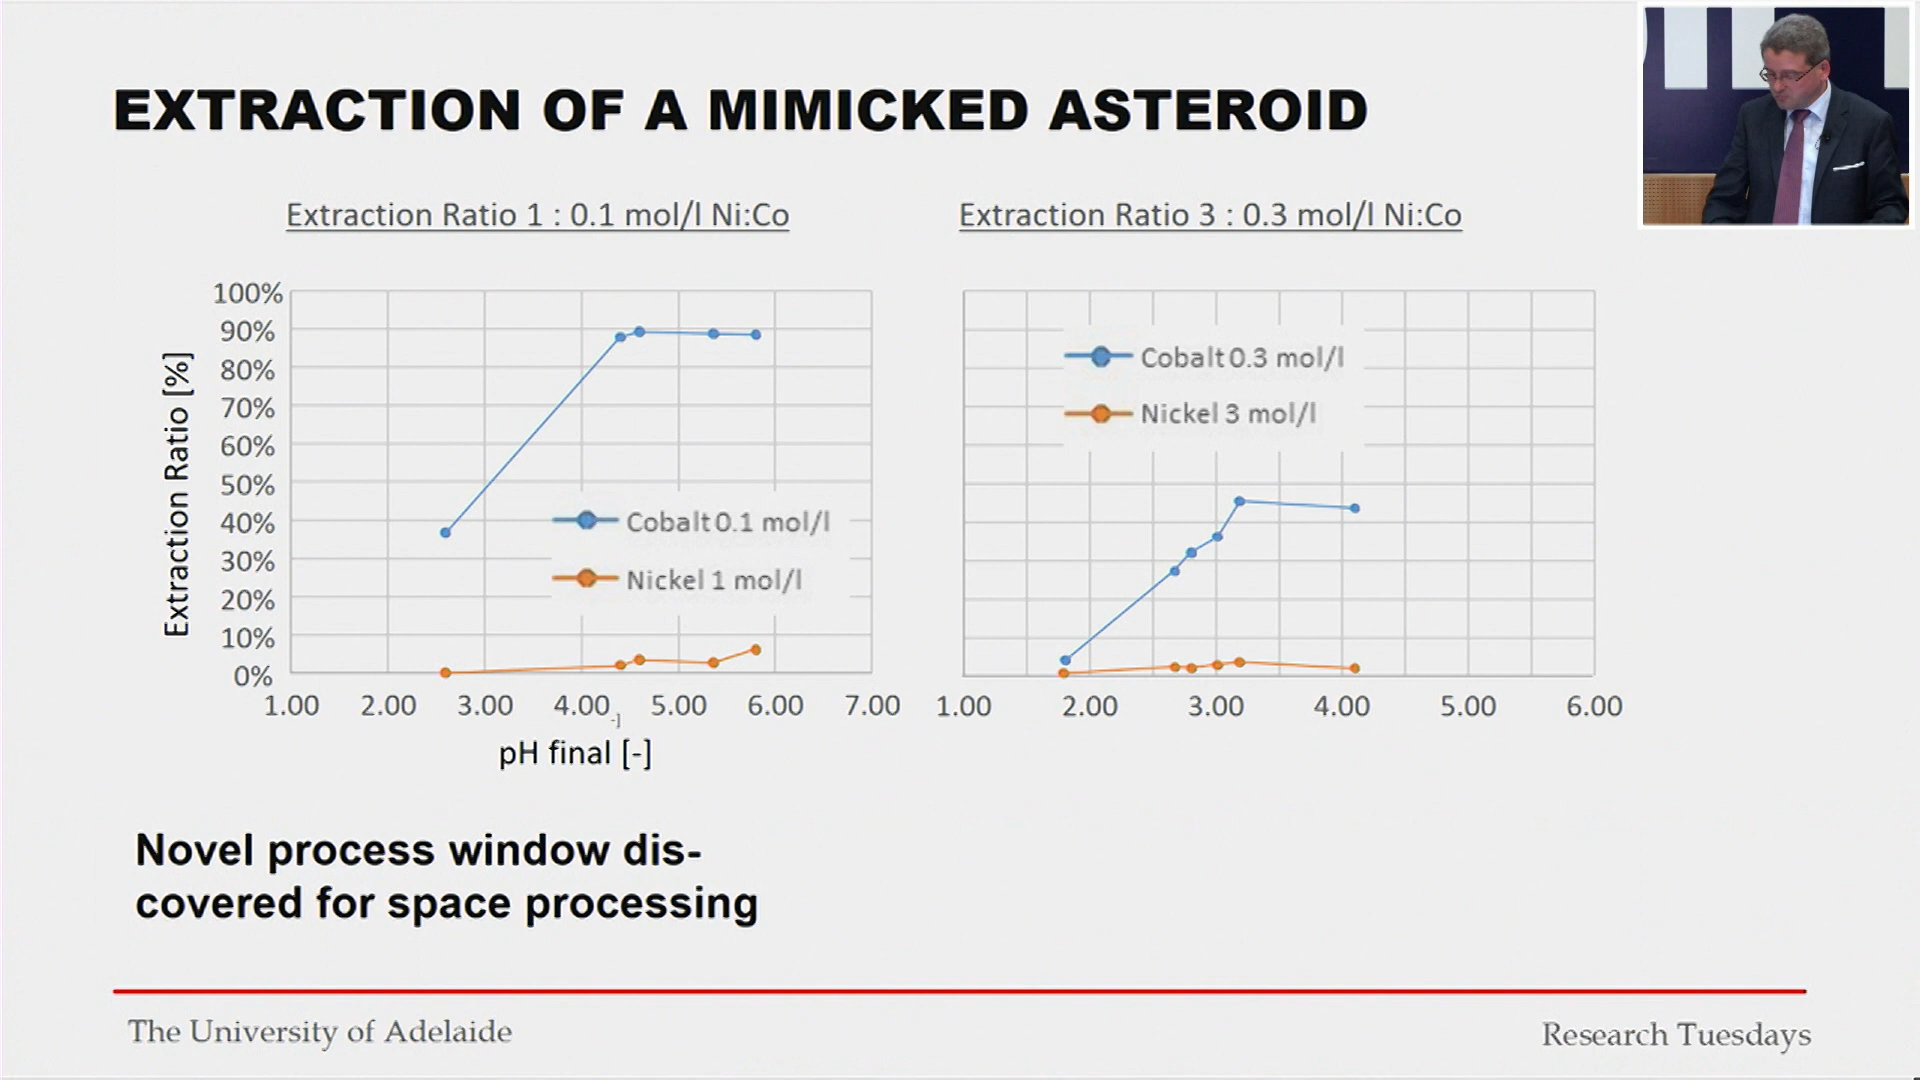 EXTRACTION OF A MIMICKED ASTEROID
Extraction Ratio 1 : 0.1 mol/l Ni:Co
Extraction Ratio 3 : 0.3 mol/l Ni:Co
Extraction Ratio [%]
100%
90%
80%
70%
60%
50%
40%
30%
20%
10%
0%
Cobalt 0.1 mol/l
Nickel 1 mol/l
1.00 2.00 3.00 4.00 5.00 6.00 7.00
-]
pH final [-]
Cobalt 0.3 mol/l
Nickel 3 mol/l
1.00 2.00 3.00 4.00 5.00 6.00
Novel process window dis-
covered for space processing
The University of Adelaide
Research Tuesdays